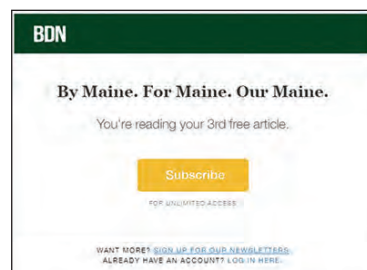 BDN
By Maine. For Maine. Our Maine.
You're reading your 3rd free article.
Subscribe
FOR UNLIMITED ACCESS
WANT MORE? SIGN UP FOR OUR NEWSLETTERS
ALREADY HAVE AN ACCOUNT? LOG IN HERE.